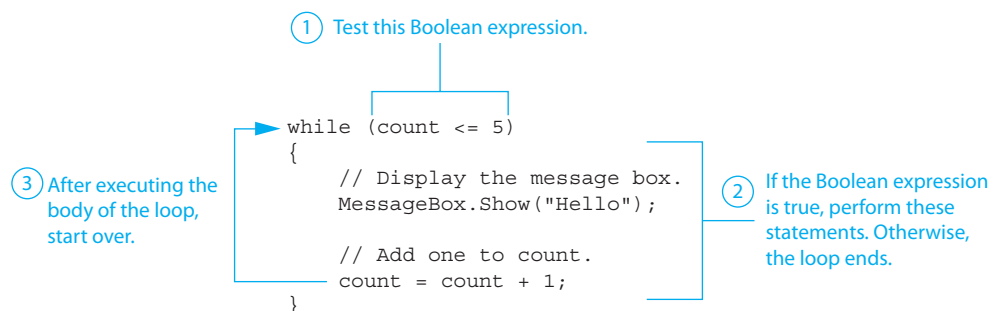 1 Test this Boolean expression.
while (count <= 5)
{
// Display the message box.
MessageBox.Show("Hello");
// Add one to count.
count = count + 1;
}
2 If the Boolean expression
is true, perform these
statements. Otherwise,
the loop ends.
3 After executing the
body of the loop,
start over.